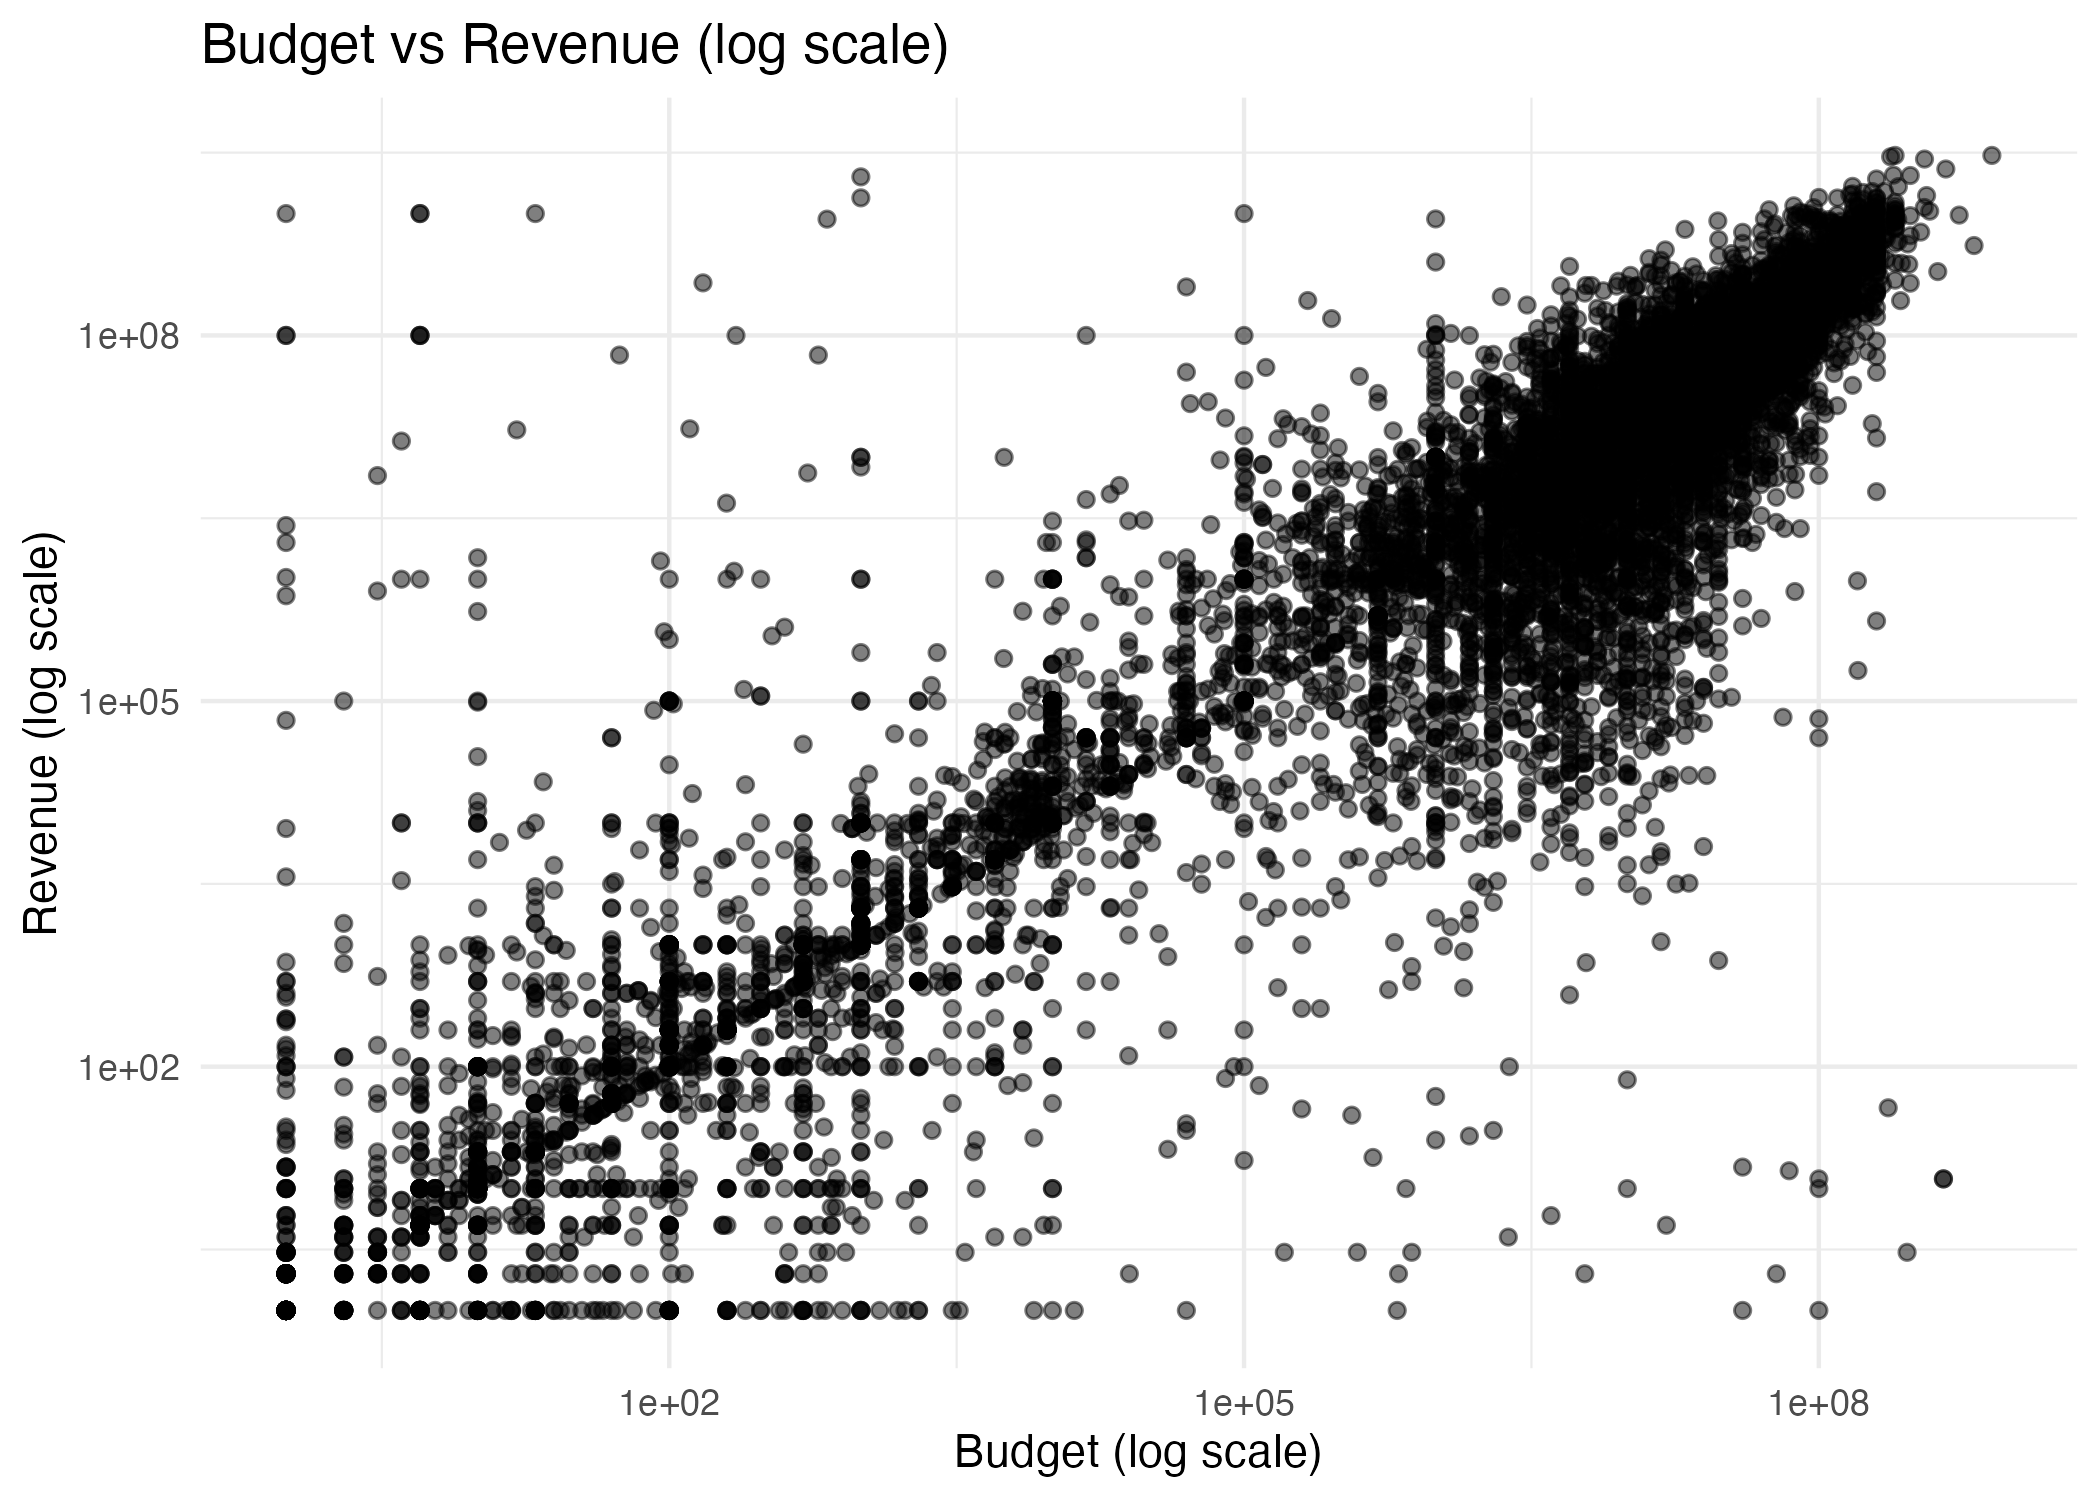 Budget vs Revenue (log scale)
Revenue (log scale)
1e+08
1e+05
1e+02
1e+02 1e+05 1e+08
Budget (log scale)